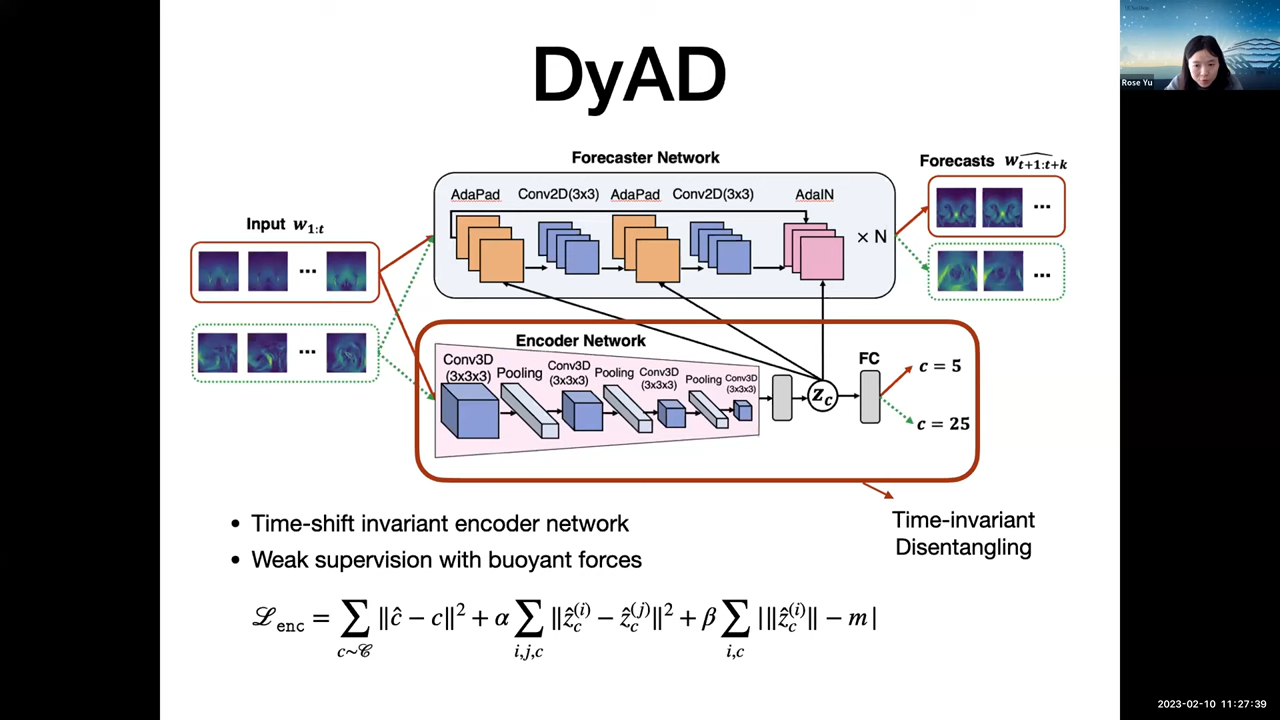 DyAD
Forecaster Network
AdaPad Conv2D(3x3) AdaPad Conv2D(3x3) AdaIN
× N
Input w_{1:t}
...
...
Forecasts \widehat{w_{t+1:t+k}}
...
...
Encoder Network
Conv3D (3x3x3) Pooling Conv3D (3x3x3) Pooling Conv3D (3x3x3) Pooling Conv3D (3x3x3)
z_c
FC
c = 5
c = 25
Time-invariant
Disentangling
• Time-shift invariant encoder network
• Weak supervision with buoyant forces
ℒ_enc = ∑_{c∼𝒞} ‖ĉ − c‖² + α ∑_{i,j,c} ‖ẑ_c^{(i)} − ẑ_c^{(j)}‖² + β ∑_{i,c} |‖ẑ_c^{(i)}‖ − m|
Rose Yu
2023-02-10 11:27:39